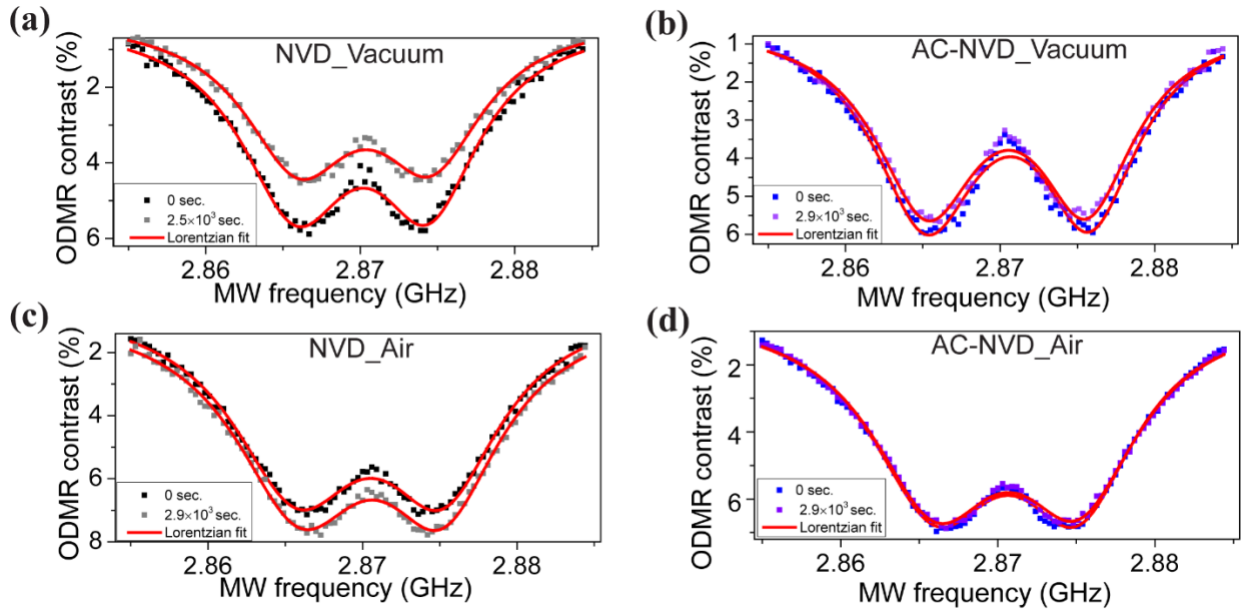 (a)
NVD_Vacuum
ODMR contrast (%)
2
4
6
0 sec.
2.5×10³ sec.
Lorentzian fit
2.86
2.87
2.88
MW frequency (GHz)
(b)
AC-NVD_Vacuum
ODMR contrast (%)
1
2
3
4
5
6
0 sec.
2.9×10³ sec.
Lorentzian fit
2.86
2.87
2.88
MW frequency (GHz)
(c)
NVD_Air
ODMR contrast (%)
2
4
6
8
0 sec.
2.9×10³ sec.
Lorentzian fit
2.86
2.87
2.88
MW frequency (GHz)
(d)
AC-NVD_Air
ODMR contrast (%)
2
4
6
0 sec.
2.9×10³ sec.
Lorentzian fit
2.86
2.87
2.88
MW frequency (GHz)